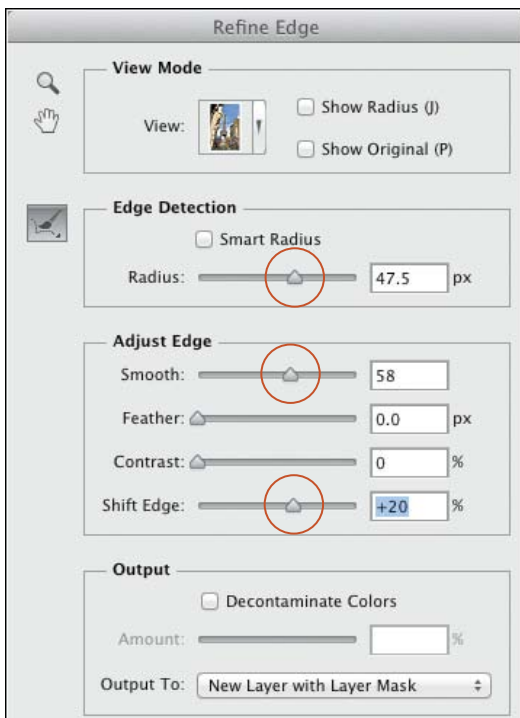 Refine Edge
View Mode
View:
Show Radius (J)
Show Original (P)
Edge Detection
Smart Radius
Radius: 47.5 px
Adjust Edge
Smooth: 58
Feather: 0.0 px
Contrast: 0 %
Shift Edge: +20 %
Output
Decontaminate Colors
Amount: %
Output To: New Layer with Layer Mask